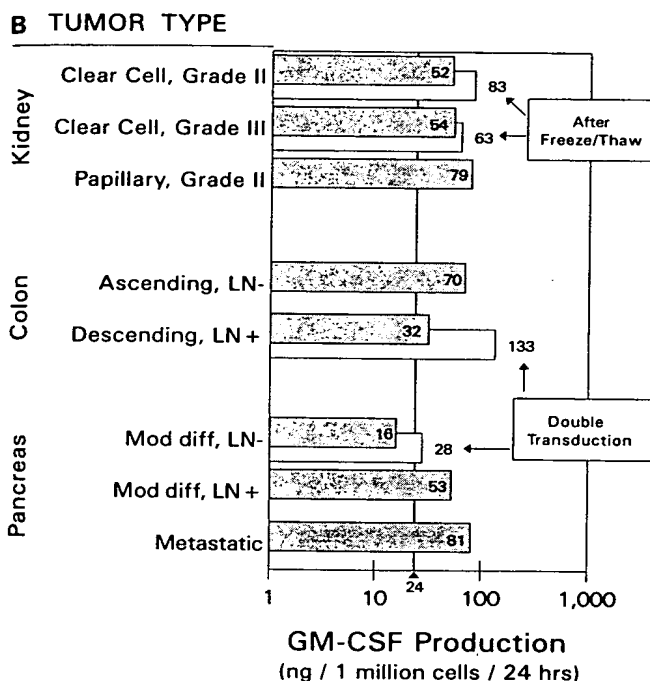 B TUMOR TYPE
Kidney
Clear Cell, Grade II
52
83
Clear Cell, Grade III
54
63
After
Freeze/Thaw
Papillary, Grade II
79
Colon
Ascending, LN-
70
Descending, LN +
32
133
Pancreas
Mod diff, LN-
16
28
Double
Transduction
Mod diff, LN +
53
Metastatic
81
1
10
24
100
1,000
GM-CSF Production
(ng / 1 million cells / 24 hrs)